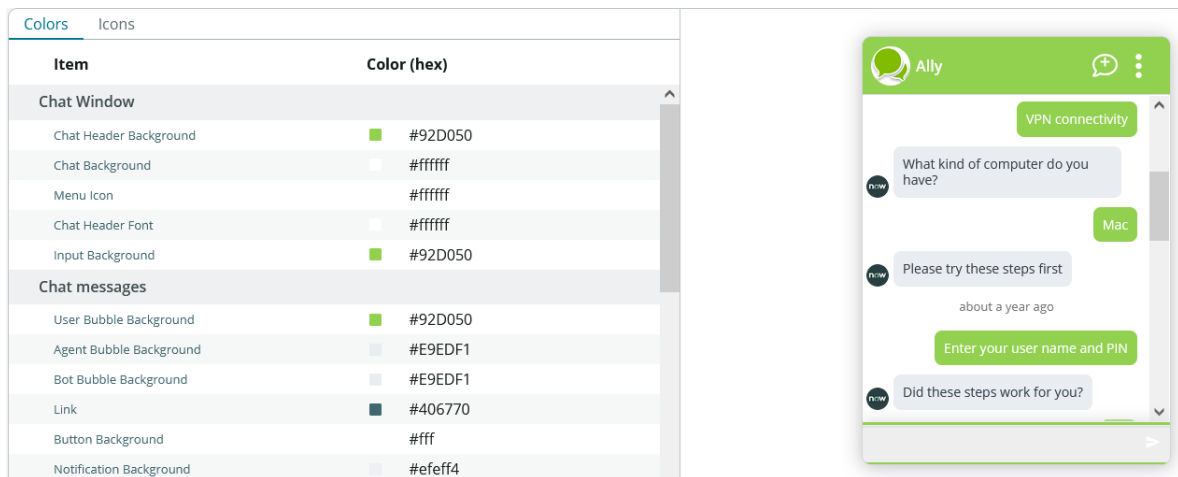 Colors Icons
Item Color (hex)
Chat Window
Chat Header Background #92D050
Chat Background #ffffff
Menu Icon #ffffff
Chat Header Font #ffffff
Input Background #92D050
Chat messages
User Bubble Background #92D050
Agent Bubble Background #E9EDF1
Bot Bubble Background #E9EDF1
Link #406770
Button Background #fff
Notification Background #efeff4
Ally
VPN connectivity
What kind of computer do you
have?
now
Mac
Please try these steps first
now
about a year ago
Enter your user name and PIN
Did these steps work for you?
now